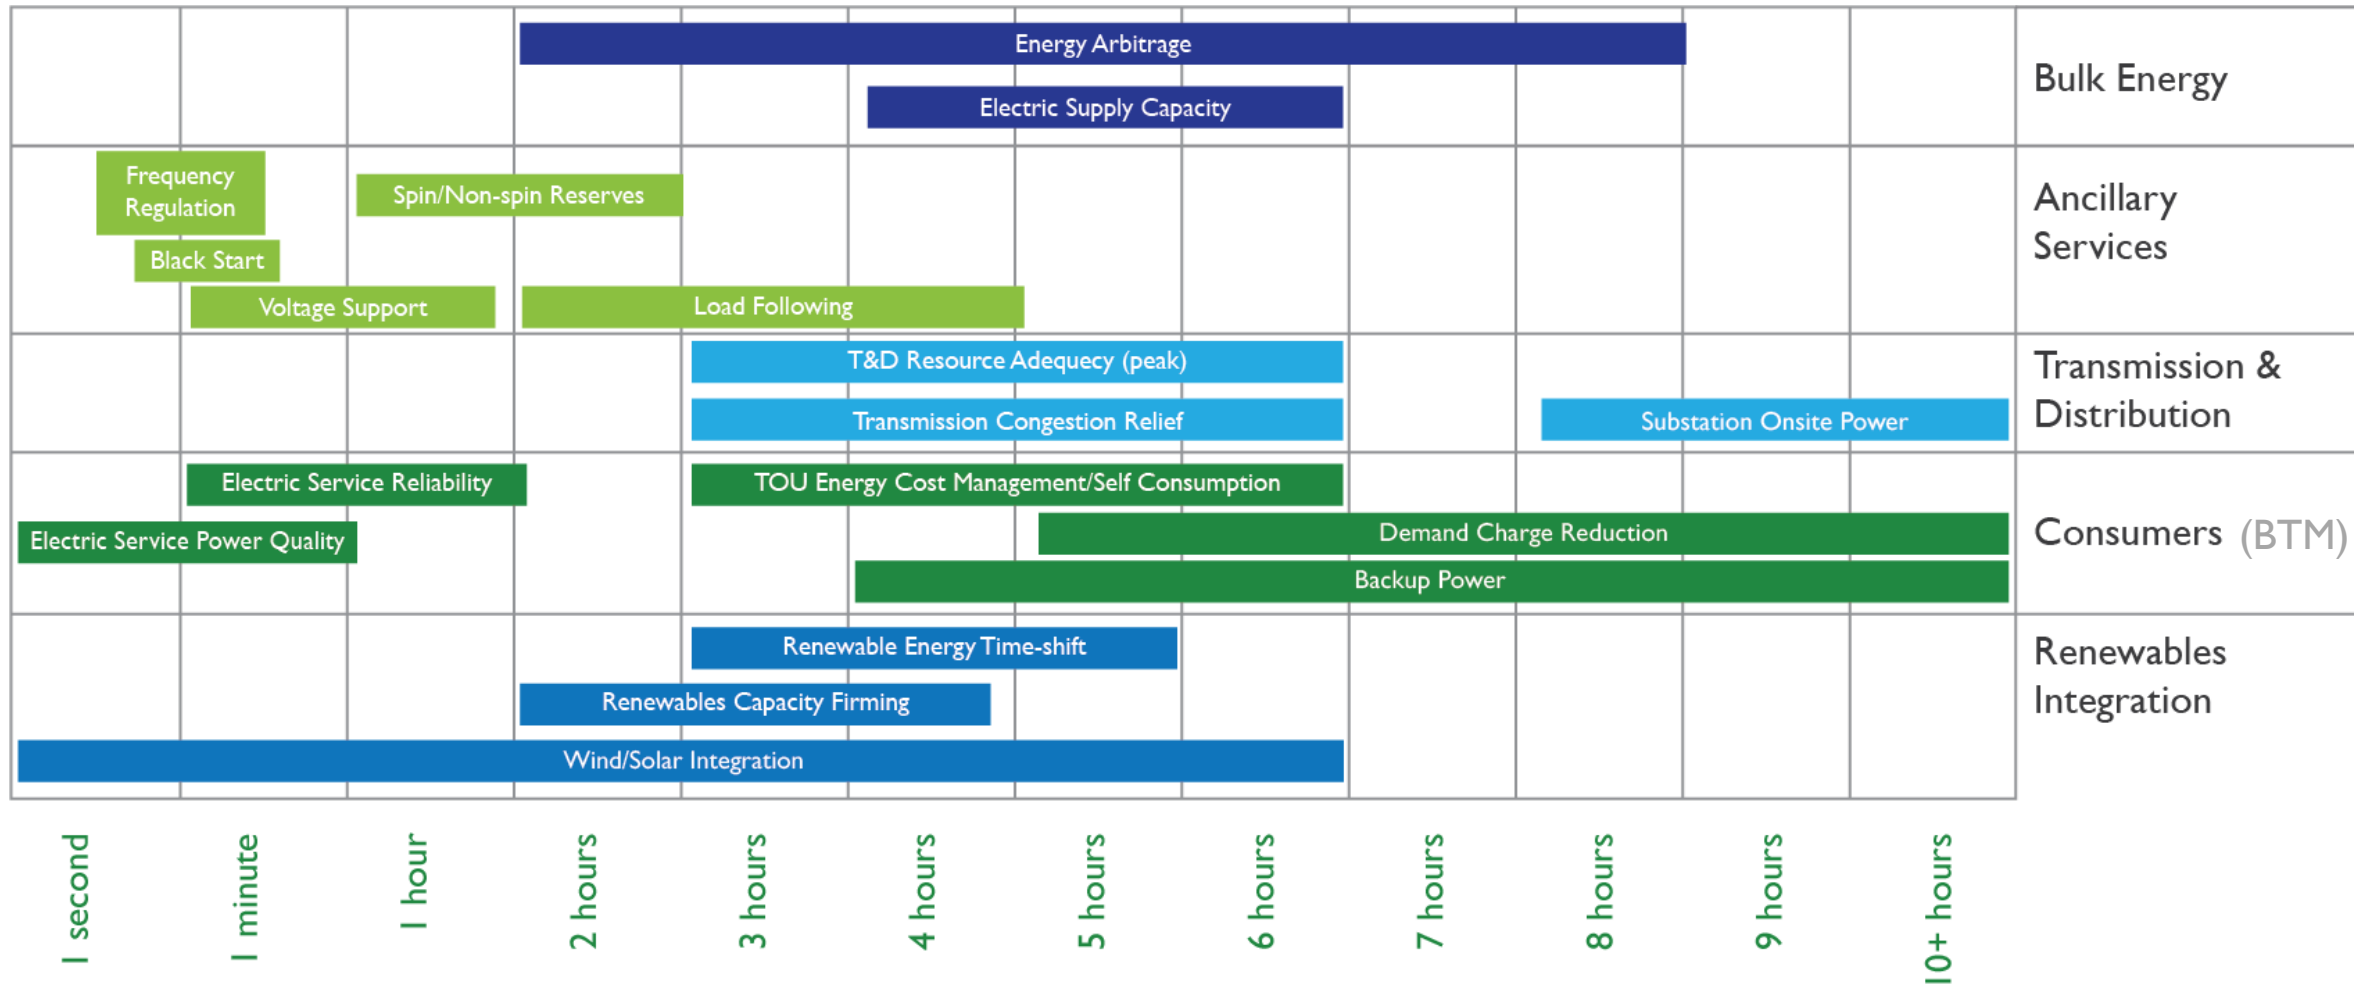 Energy Arbitrage
Electric Supply Capacity
Bulk Energy
Frequency
Regulation
Spin/Non-spin Reserves
Black Start
Voltage Support
Load Following
Ancillary
Services
T&D Resource Adequecy (peak)
Transmission Congestion Relief
Substation Onsite Power
Transmission &
Distribution
Electric Service Reliability
TOU Energy Cost Management/Self Consumption
Electric Service Power Quality
Demand Charge Reduction
Backup Power
Consumers (BTM)
Renewable Energy Time-shift
Renewables Capacity Firming
Wind/Solar Integration
Renewables
Integration
1 second
1 minute
1 hour
2 hours
3 hours
4 hours
5 hours
6 hours
7 hours
8 hours
9 hours
10+ hours